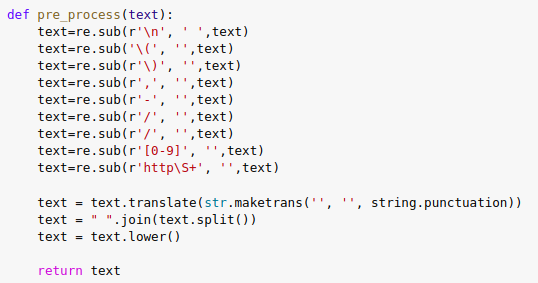 def pre_process(text):
    text=re.sub(r'\n', ' ',text)
    text=re.sub('\(', '',text)
    text=re.sub(r'\)', '',text)
    text=re.sub(r',', '',text)
    text=re.sub(r'-', '',text)
    text=re.sub(r'/', '',text)
    text=re.sub(r'/', '',text)
    text=re.sub(r'[0-9]', '',text)
    text=re.sub(r'http\S+', '',text)
    text = text.translate(str.maketrans('', '', string.punctuation))
    text = " ".join(text.split())
    text = text.lower()
    return text